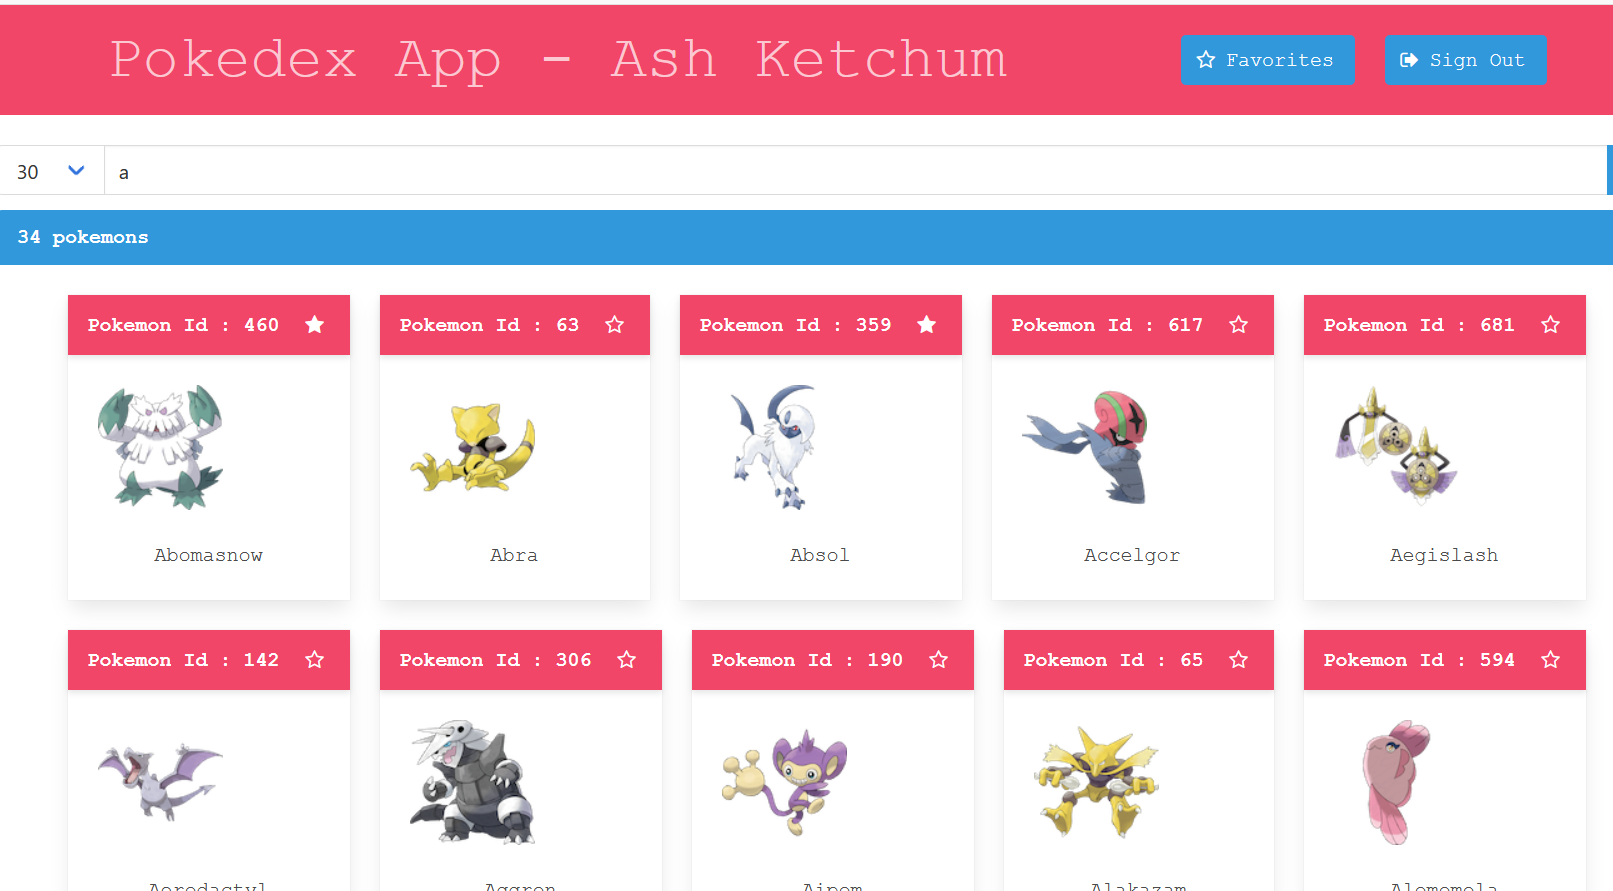 Pokedex App - Ash Ketchum
Favorites
Sign Out
30
a
34 pokemons
Pokemon Id : 460
Pokemon Id : 63
Pokemon Id : 359
Pokemon Id : 617
Pokemon Id : 681
Abomasnow
Abra
Absol
Accelgor
Aegislash
Pokemon Id : 142
Pokemon Id : 306
Pokemon Id : 190
Pokemon Id : 65
Pokemon Id : 594
Aerodactyl
Aggron
Aipom
Alakazam
Alomomola